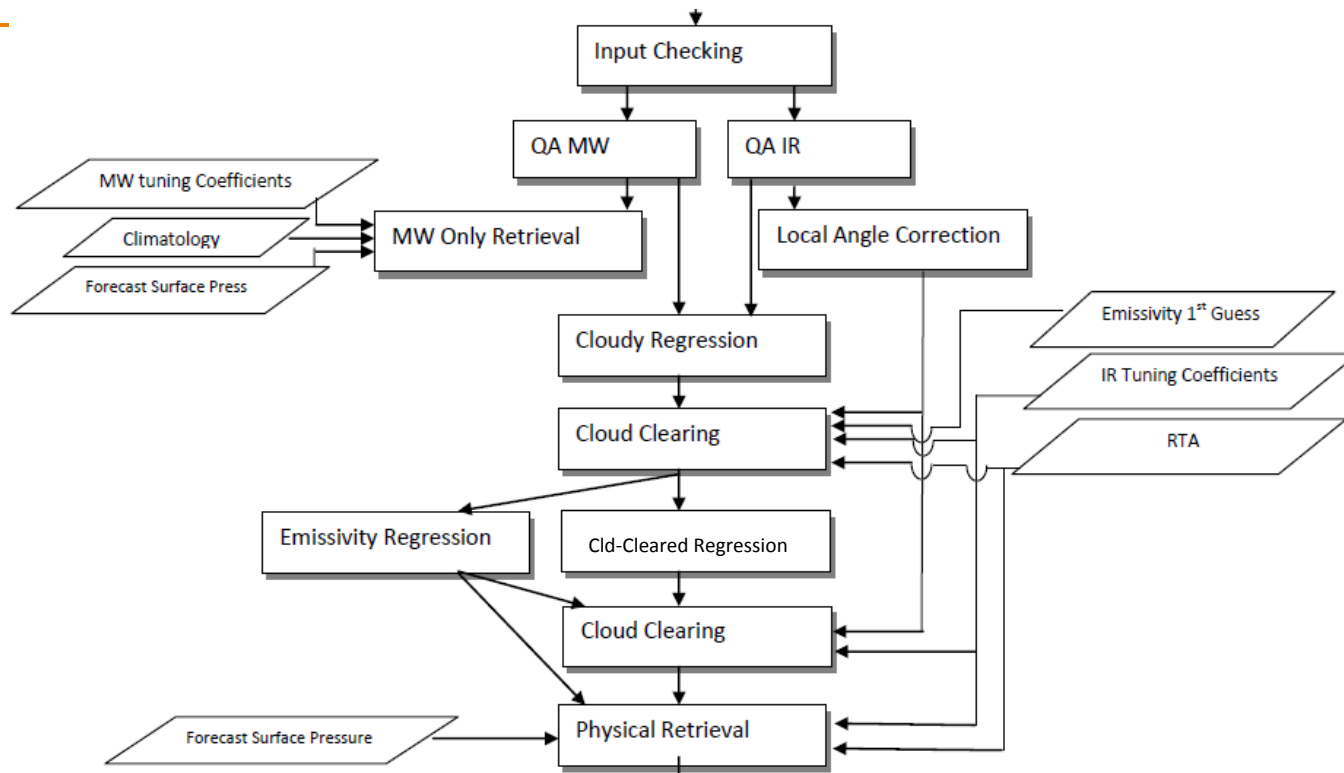 Input Checking
QA MW
QA IR
MW tuning Coefficients
Climatology
Forecast Surface Press
MW Only Retrieval
Local Angle Correction
Emissivity 1st Guess
IR Tuning Coefficients
RTA
Cloudy Regression
Cloud Clearing
Emissivity Regression
Cld-Cleared Regression
Cloud Clearing
Physical Retrieval
Forecast Surface Pressure